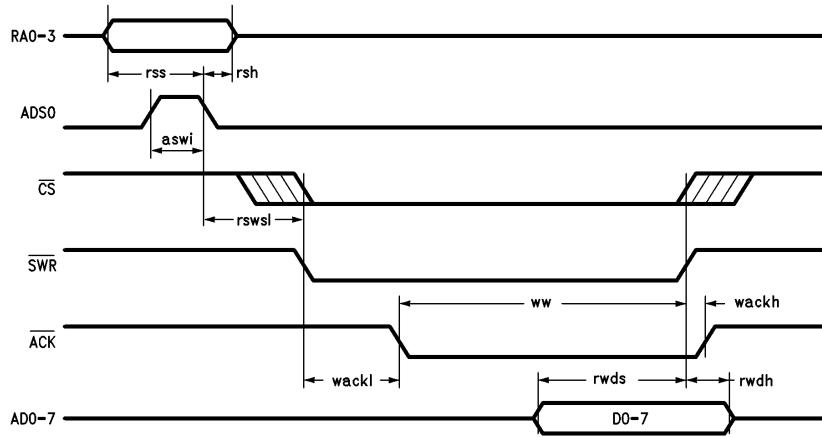 RA0-3
rss
rsh
ADS0
aswi
CS
rswsl
SWR
ww
wackh
ACK
wackl
rwds
rwdh
AD0-7
D0-7